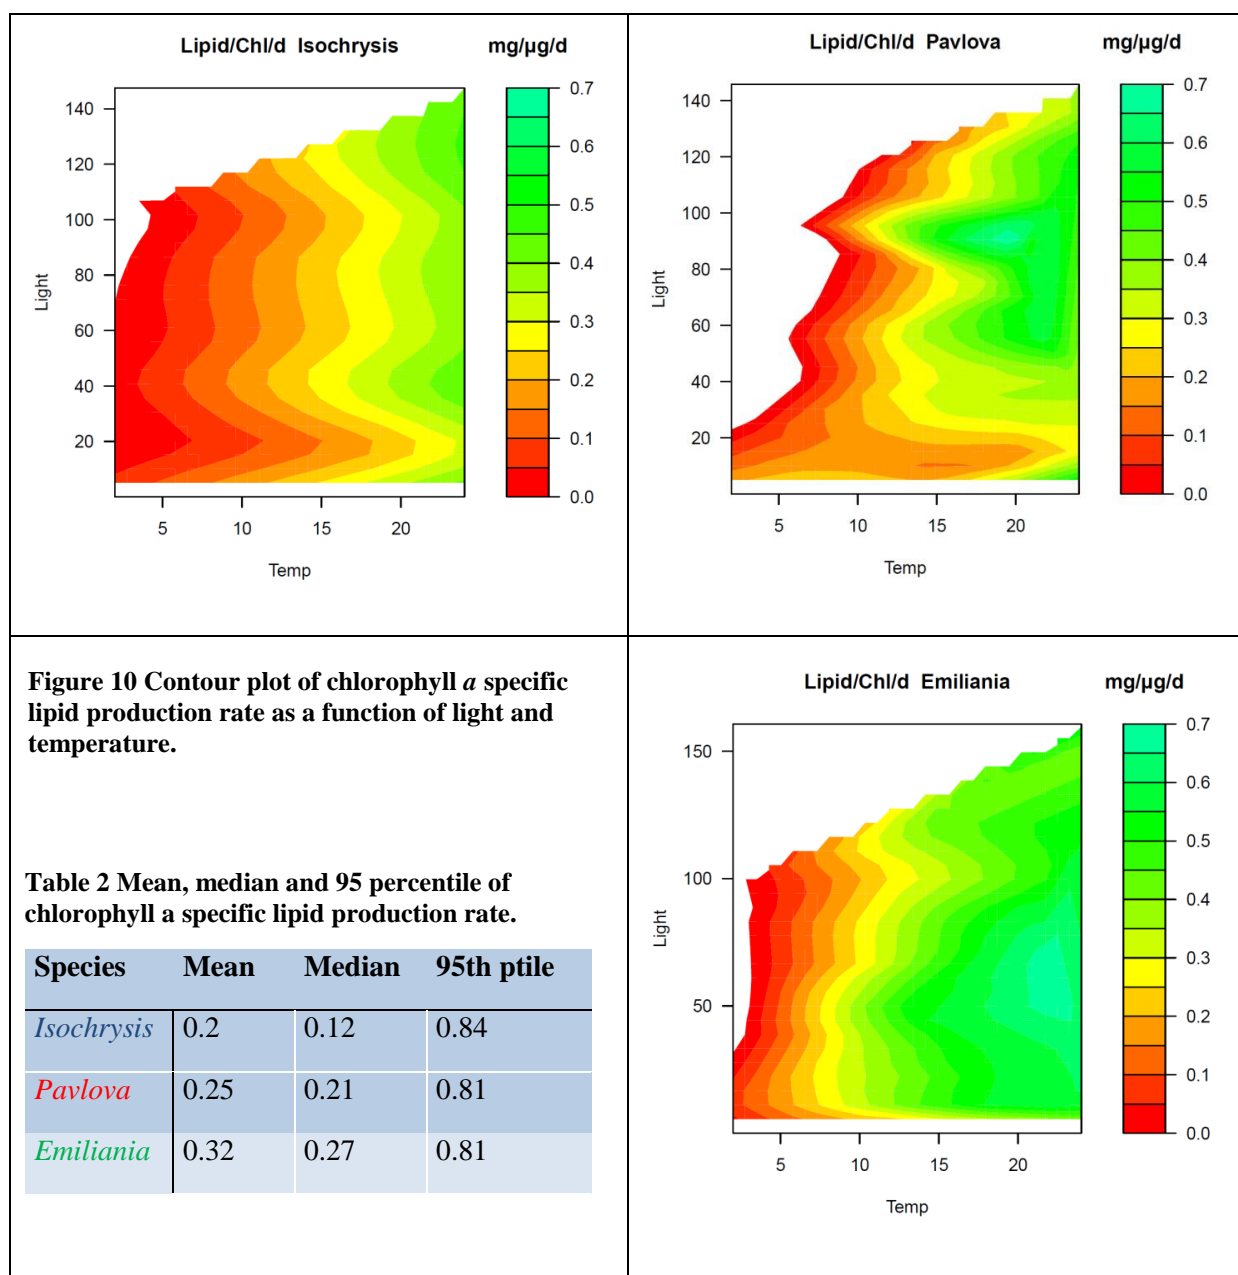 Lipid/Chl/d Isochrysis
mg/µg/d
0.7
0.6
0.5
0.4
0.3
0.2
0.1
0.0
140
120
100
80
60
40
20
Light
5
10
15
20
Temp
Lipid/Chl/d Pavlova
mg/µg/d
0.7
0.6
0.5
0.4
0.3
0.2
0.1
0.0
140
120
100
80
60
40
20
Light
5
10
15
20
Temp
Figure 10 Contour plot of chlorophyll a specific
lipid production rate as a function of light and
temperature.
Table 2 Mean, median and 95 percentile of
chlorophyll a specific lipid production rate.
Species Mean Median 95th ptile
Isochrysis 0.2 0.12 0.84
Pavlova 0.25 0.21 0.81
Emiliania 0.32 0.27 0.81
Lipid/Chl/d Emiliania
mg/µg/d
0.7
0.6
0.5
0.4
0.3
0.2
0.1
0.0
150
100
50
Light
5
10
15
20
Temp